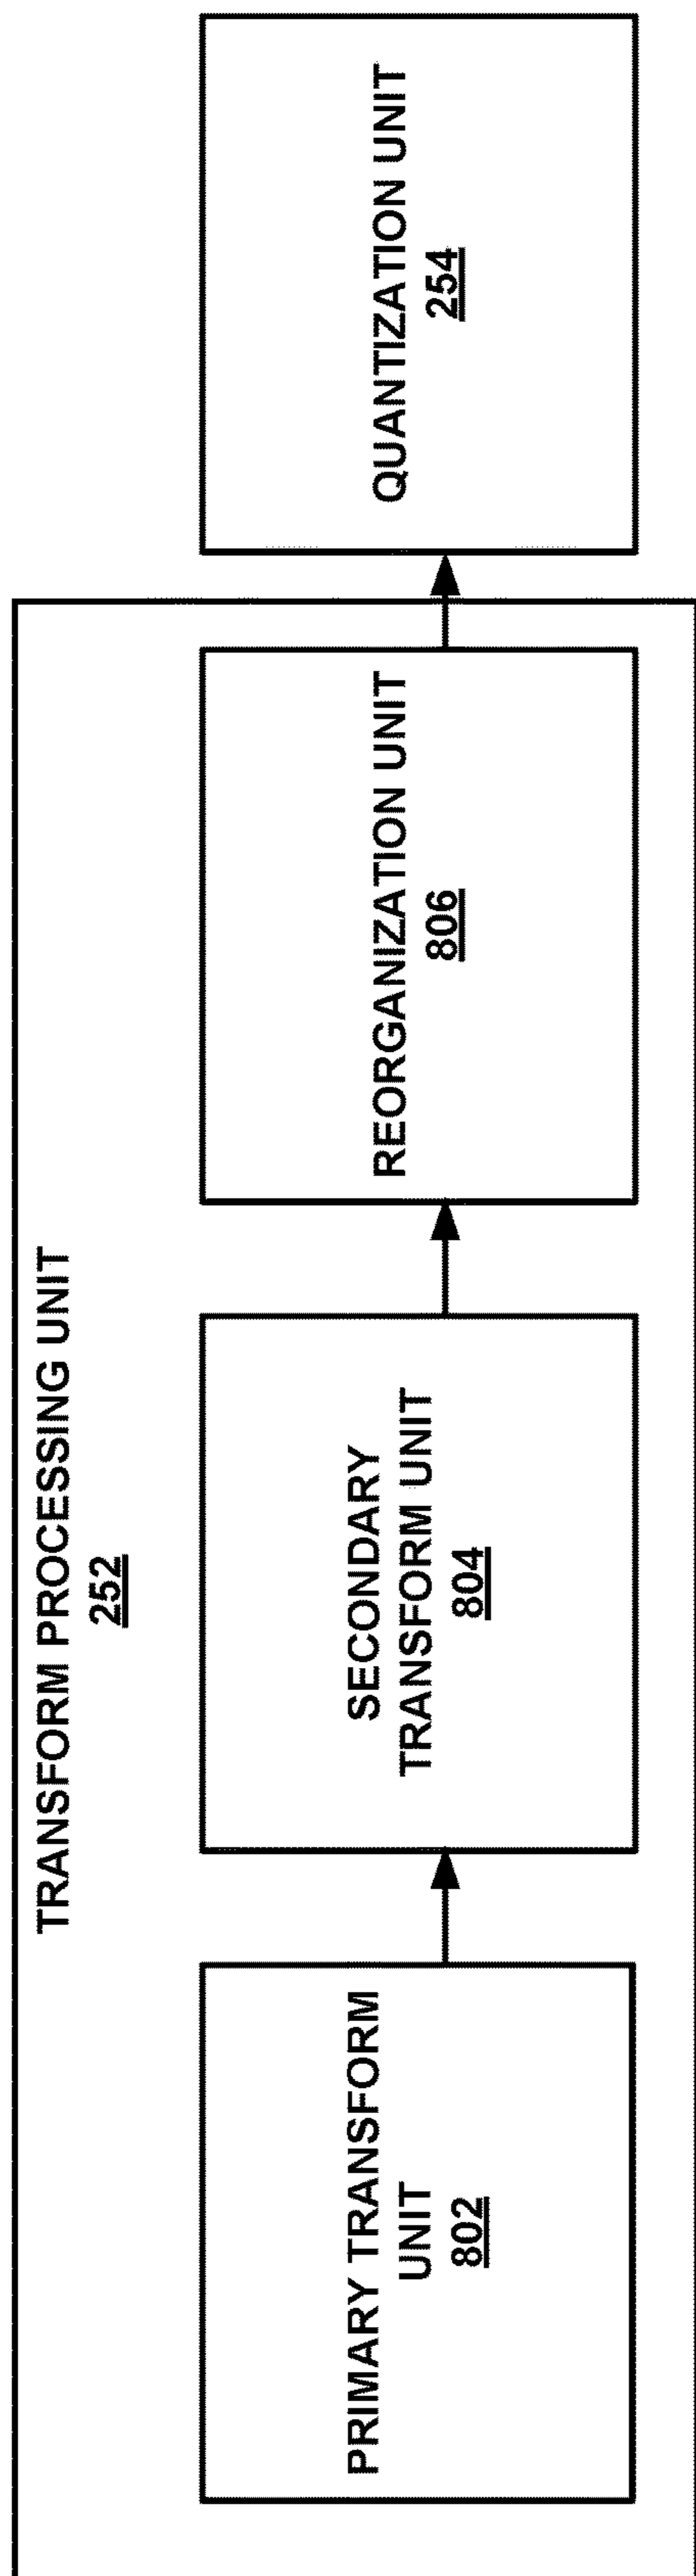 TRANSFORM PROCESSING UNIT
252
PRIMARY TRANSFORM
UNIT
802
SECONDARY
TRANSFORM UNIT
804
REORGANIZATION UNIT
806
QUANTIZATION UNIT
254